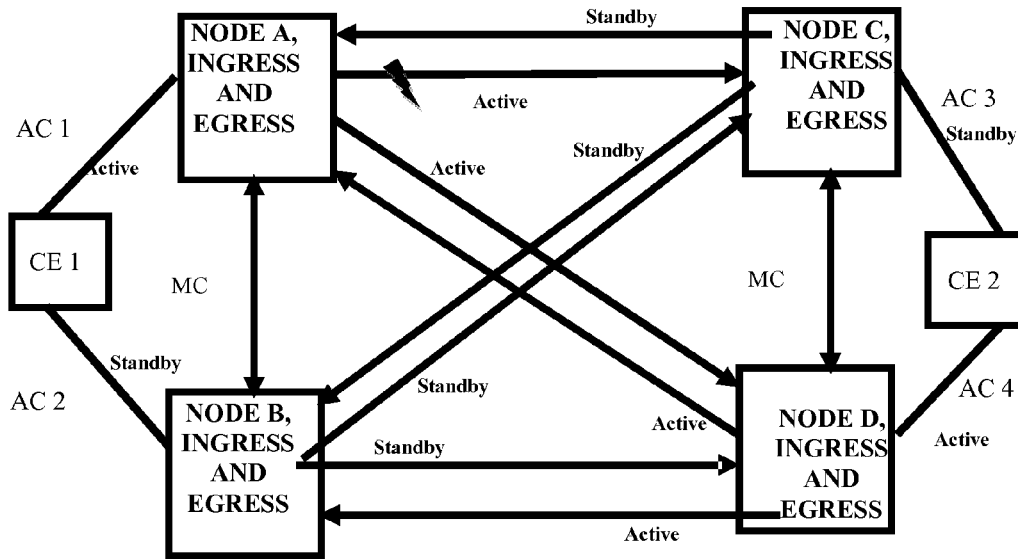 Standby
NODE A,
INGRESS
AND
EGRESS
NODE C,
INGRESS
AND
EGRESS
Active
AC 1
Active
AC 3
Standby
Standby
Active
CE 1
MC
MC
CE 2
Standby
AC 2
Standby
AC 4
Active
NODE B,
INGRESS
AND
EGRESS
Active
Standby
NODE D,
INGRESS
AND
EGRESS
Active